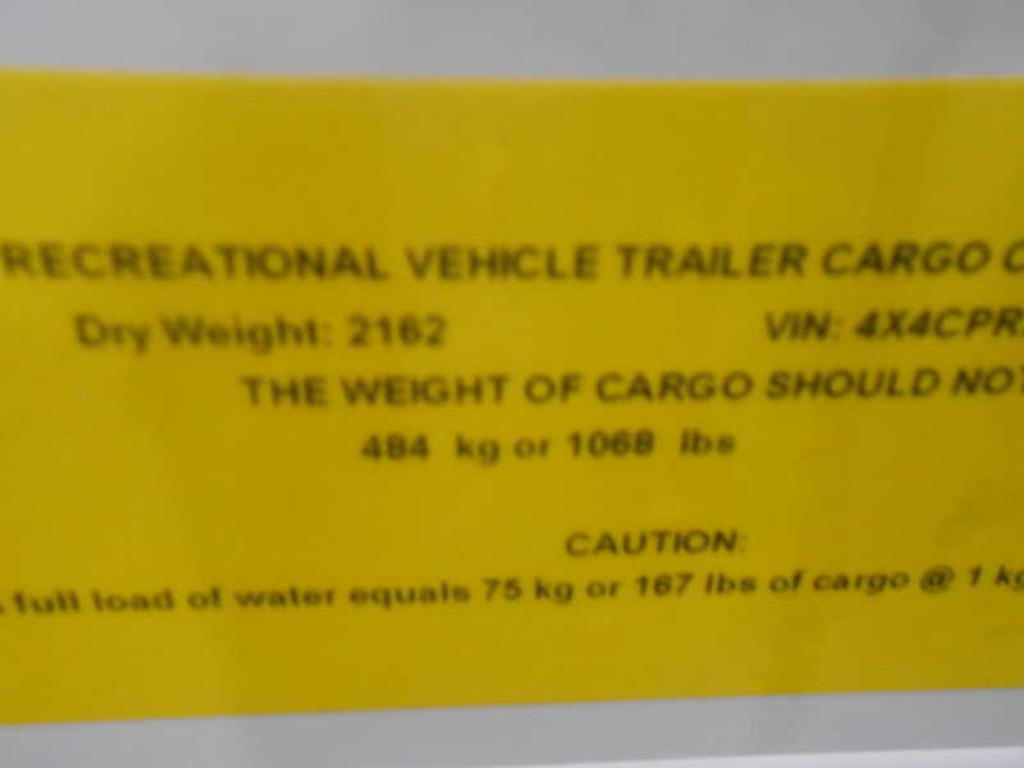 RECREATIONAL VEHICLE TRAILER CARGO C
Dry Weight: 2162 VIN: 4X4CPR
THE WEIGHT OF CARGO SHOULD NOT
484 kg or 1068 lbs
CAUTION:
full load of water equals 75 kg or 167 lbs of cargo @ 1 kg